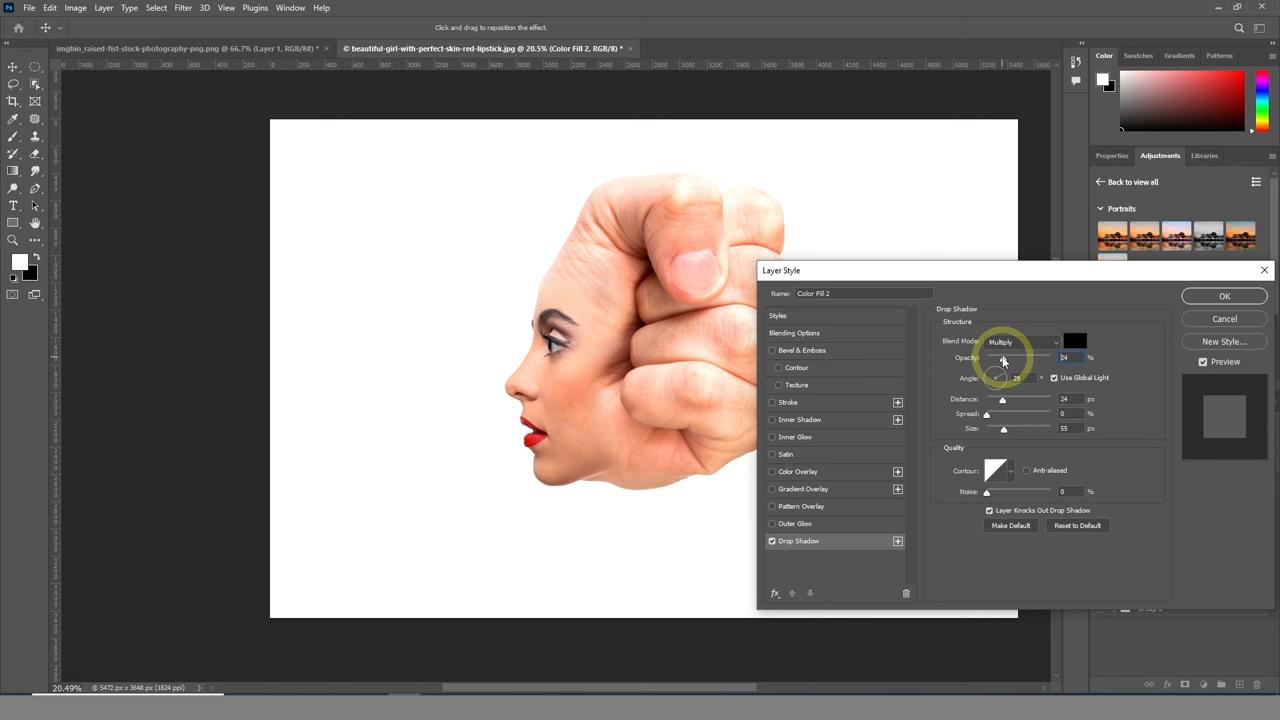 Ps File Edit Image Layer Type Select Filter 3D View Plugins Window Help
Click and drag to reposition the effect.
imgbin_raised-fist-stock-photography-png.png @ 66.7% (Layer 1, RGB/8#) * ×
© beautiful-girl-with-perfect-skin-red-lipstick.jpg @ 20.5% (Color Fill 2, RGB/8) * ×
Color Swatches Gradients Patterns
Properties Adjustments Libraries
Back to view all
Portraits
Layer Style
Name: Color Fill 2
Styles
Blending Options
Bevel & Emboss
Contour
Texture
Stroke
Inner Shadow
Inner Glow
Satin
Color Overlay
Gradient Overlay
Pattern Overlay
Outer Glow
Drop Shadow
fx
Drop Shadow
Structure
Blend Mode: Multiply
Opacity: 24 %
Angle: 29 ° Use Global Light
Distance: 24 px
Spread: 0 %
Size: 55 px
Quality
Contour: Anti-aliased
Noise: 0 %
Layer Knocks Out Drop Shadow
Make Default Reset to Default
OK
Cancel
New Style...
Preview
20.49% © 5472 px x 3648 px (1824 ppi)
fx